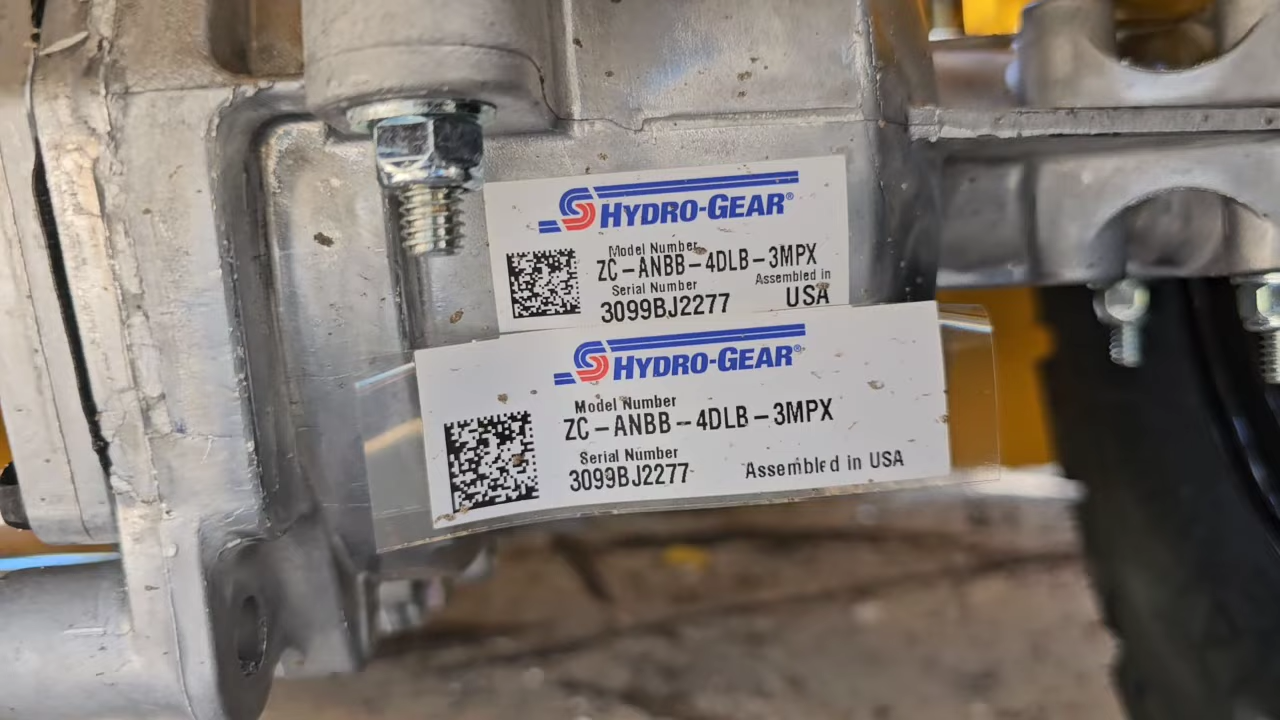 HYDRO-GEAR®
Model Number
ZC-ANBB-4DLB-3MPX
Serial Number
Assembled in
3099BJ2277
USA
HYDRO-GEAR®
Model Number
ZC-ANBB-4DLB-3MPX
Serial Number
3099BJ2277
Assembled in USA